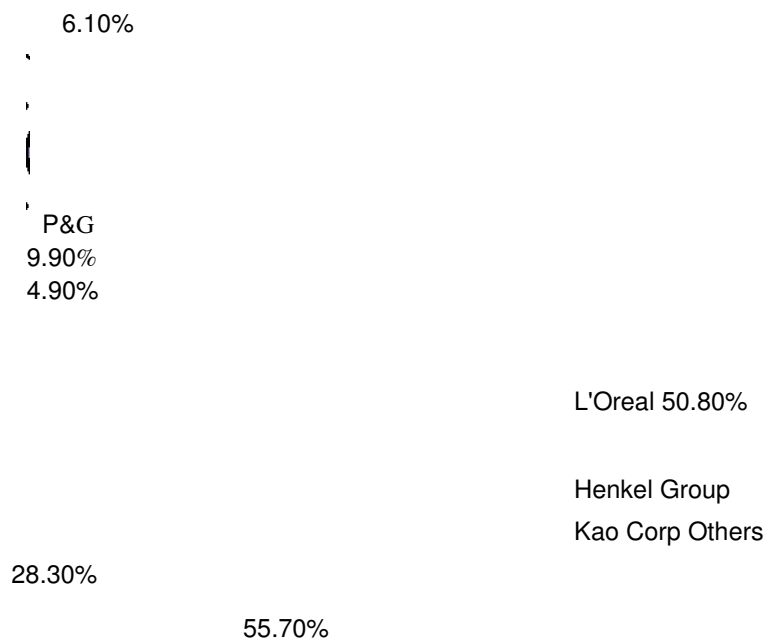 6.10%
P&G
9.90%
4.90%
L'Oreal 50.80%
Henkel Group
Kao Corp Others
28.30%
55.70%